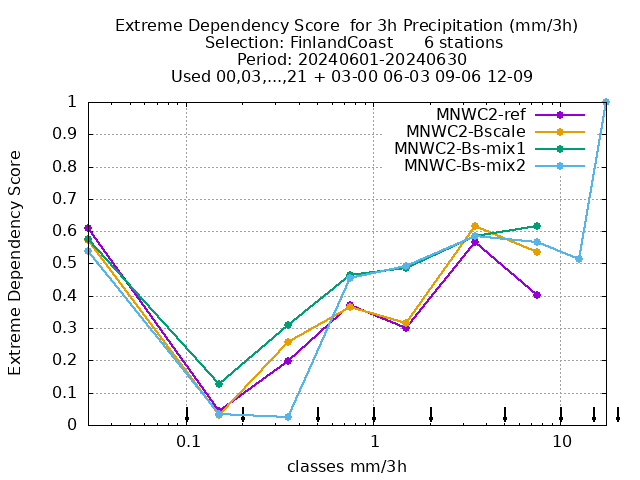 Extreme Dependency Score  for 3h Precipitation (mm/3h)
Selection: FinlandCoast      6 stations
Period: 20240601-20240630
Used 00,03,...,21 + 03-00 06-03 09-06 12-09
MNWC2-ref
MNWC2-Bscale
MNWC2-Bs-mix1
MNWC-Bs-mix2
Extreme Dependency Score
1
0.9
0.8
0.7
0.6
0.5
0.4
0.3
0.2
0.1
0
0.1 1 10
classes mm/3h